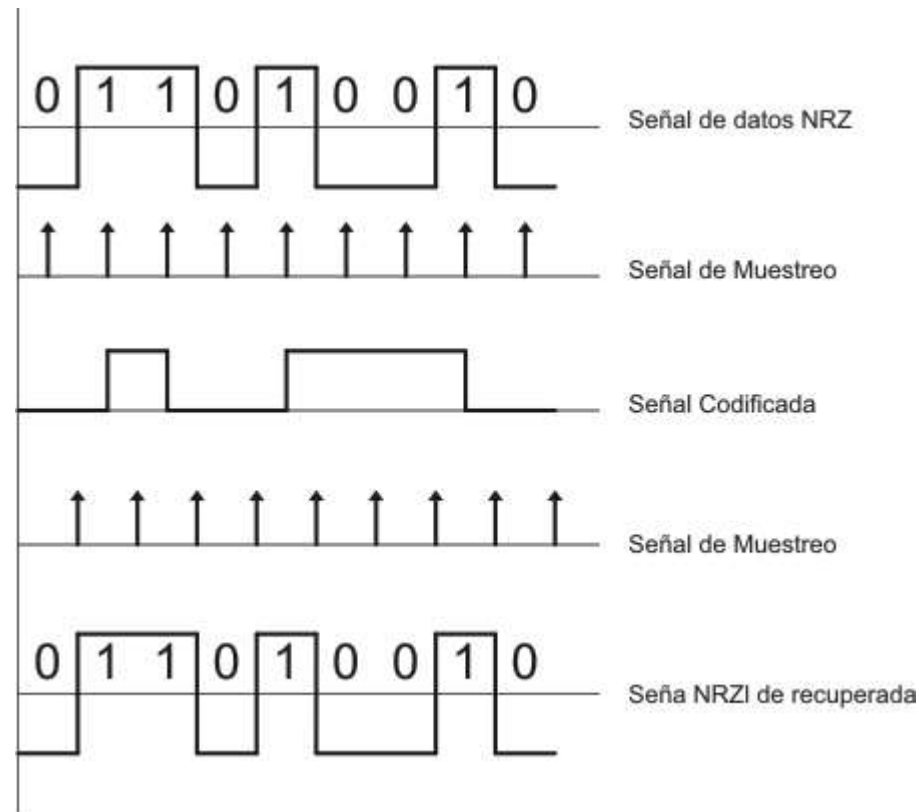 0 1 1 0 1 0 0 1 0
Señal de datos NRZ
Señal de Muestreo
Señal Codificada
Señal de Muestreo
0 1 1 0 1 0 0 1 0
Seña NRZI de recuperada